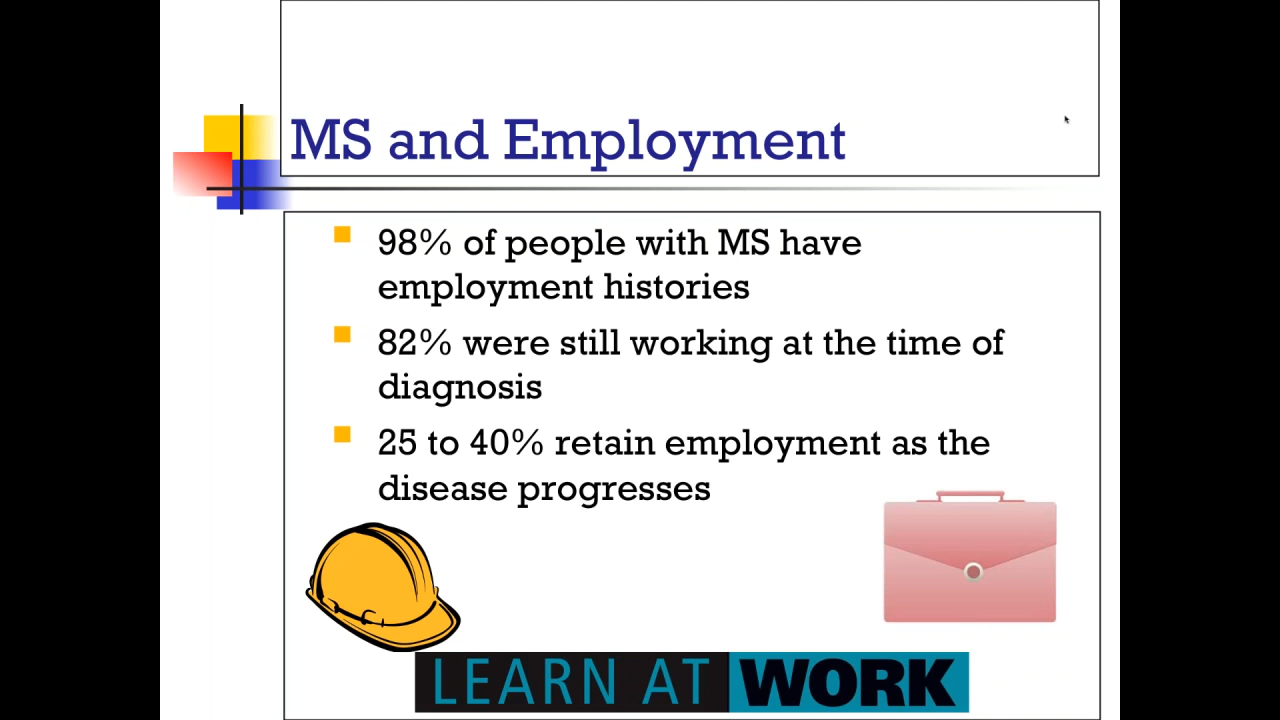 MS and Employment
98% of people with MS have
employment histories
82% were still working at the time of
diagnosis
25 to 40% retain employment as the
disease progresses
LEARN AT WORK